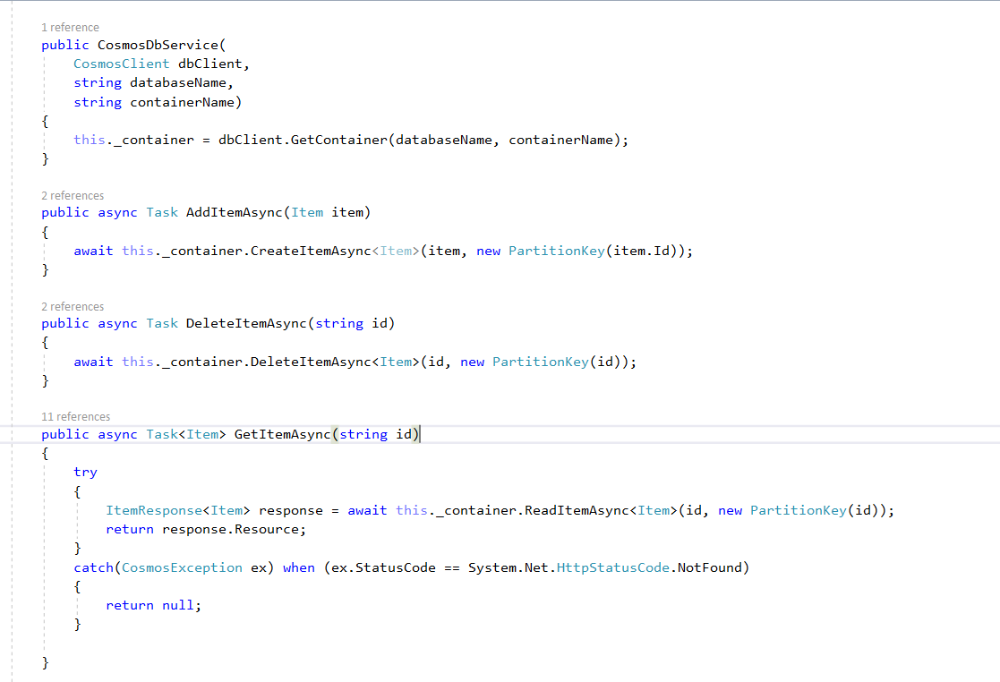 1 reference
public CosmosDbService(
CosmosClient dbClient,
string databaseName,
string containerName)
{
this._container = dbClient.GetContainer(databaseName, containerName);
}
2 references
public async Task AddItemAsync(Item item)
{
await this._container.CreateItemAsync<Item>(item, new PartitionKey(item.Id));
}
2 references
public async Task DeleteItemAsync(string id)
{
await this._container.DeleteItemAsync<Item>(id, new PartitionKey(id));
}
11 references
public async Task<Item> GetItemAsync(string id)
{
try
{
ItemResponse<Item> response = await this._container.ReadItemAsync<Item>(id, new PartitionKey(id));
return response.Resource;
}
catch(CosmosException ex) when (ex.StatusCode == System.Net.HttpStatusCode.NotFound)
{
return null;
}
}